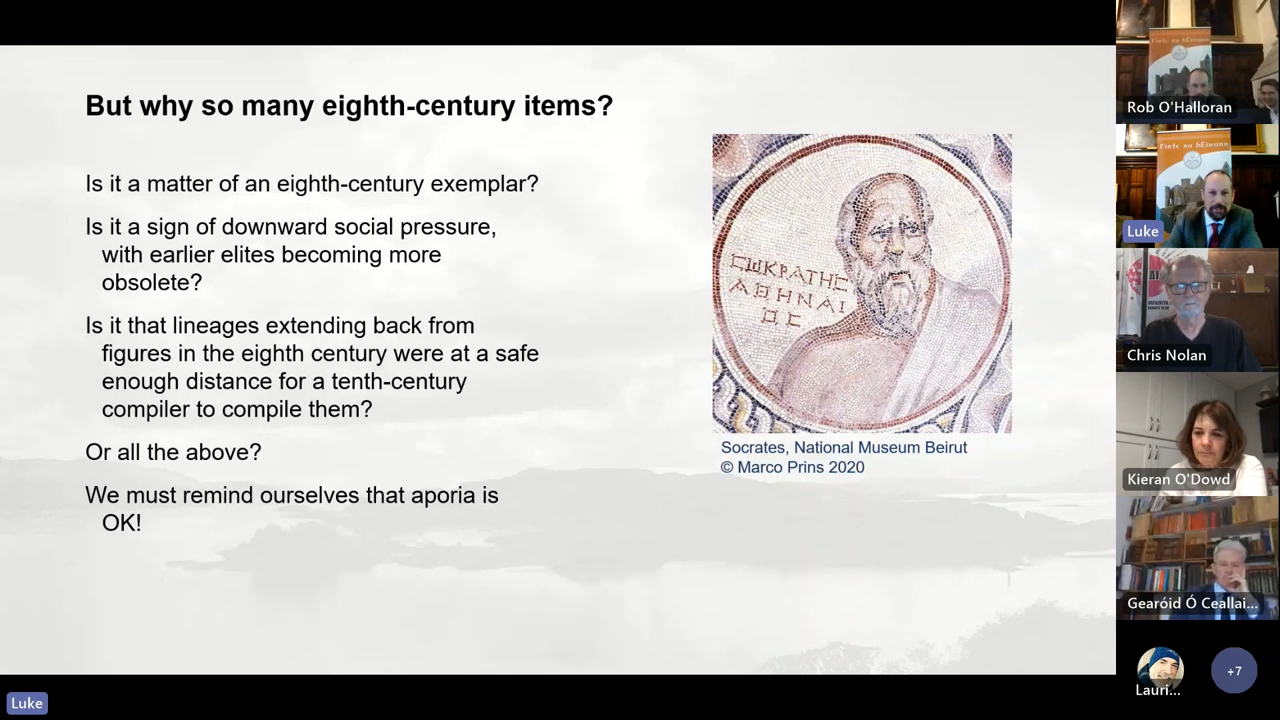 But why so many eighth-century items?
Is it a matter of an eighth-century exemplar?
Is it a sign of downward social pressure,
with earlier elites becoming more
obsolete?
Is it that lineages extending back from
figures in the eighth century were at a safe
enough distance for a tenth-century
compiler to compile them?
Or all the above?
We must remind ourselves that aporia is
OK!
CΩΚΡΑΤΗC
ΑΘΗΝΑΙ
ΟC
Socrates, National Museum Beirut
© Marco Prins 2020
Rob O'Halloran
Luke
Chris Nolan
Kieran O'Dowd
Gearóid Ó Ceallai...
Lauri...
+7
Luke